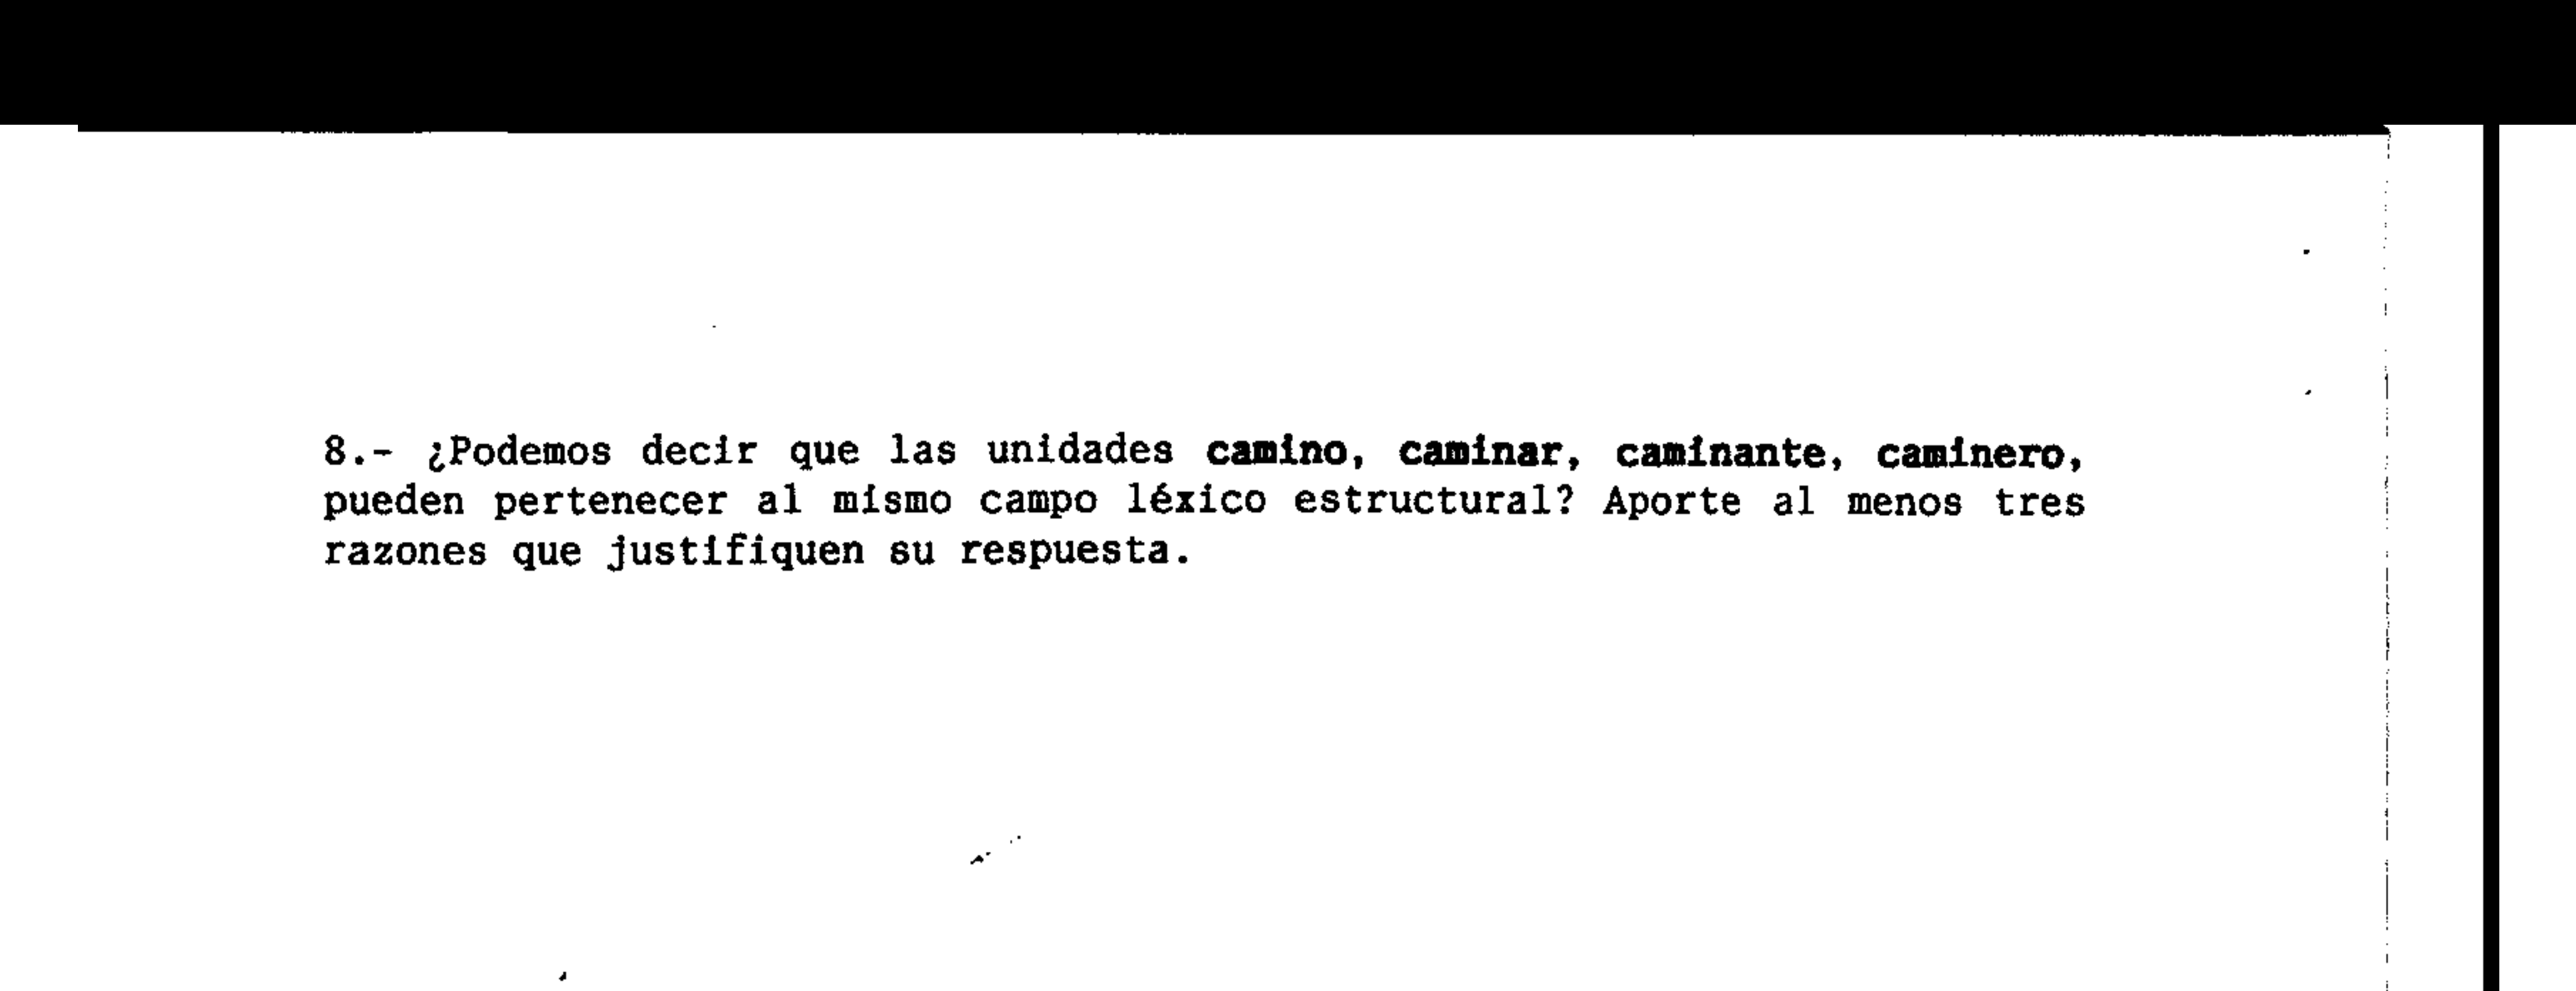 8.- ¿Podemos decir que las unidades camino, caminar, caminante, caminero,
pueden pertenecer al mismo campo léxico estructural? Aporte al menos tres
razones que justifiquen su respuesta.